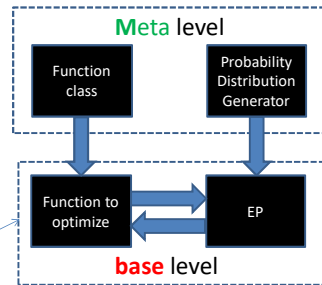 Meta level
Function
class
Probability
Distribution
Generator
Function to
optimize
EP
base level